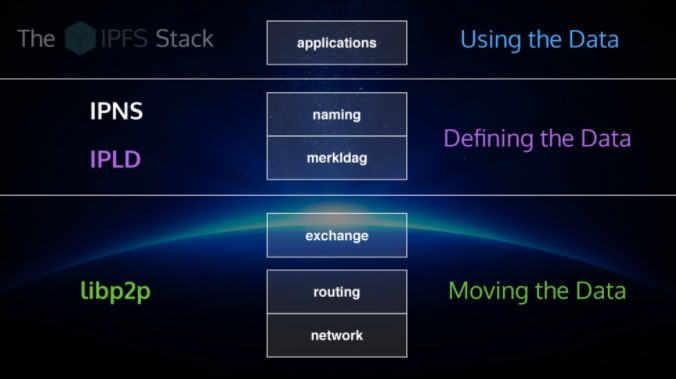 The IPFS Stack
applications
Using the Data
IPNS
naming
IPLD
merkldag
Defining the Data
exchange
libp2p
routing
Moving the Data
network